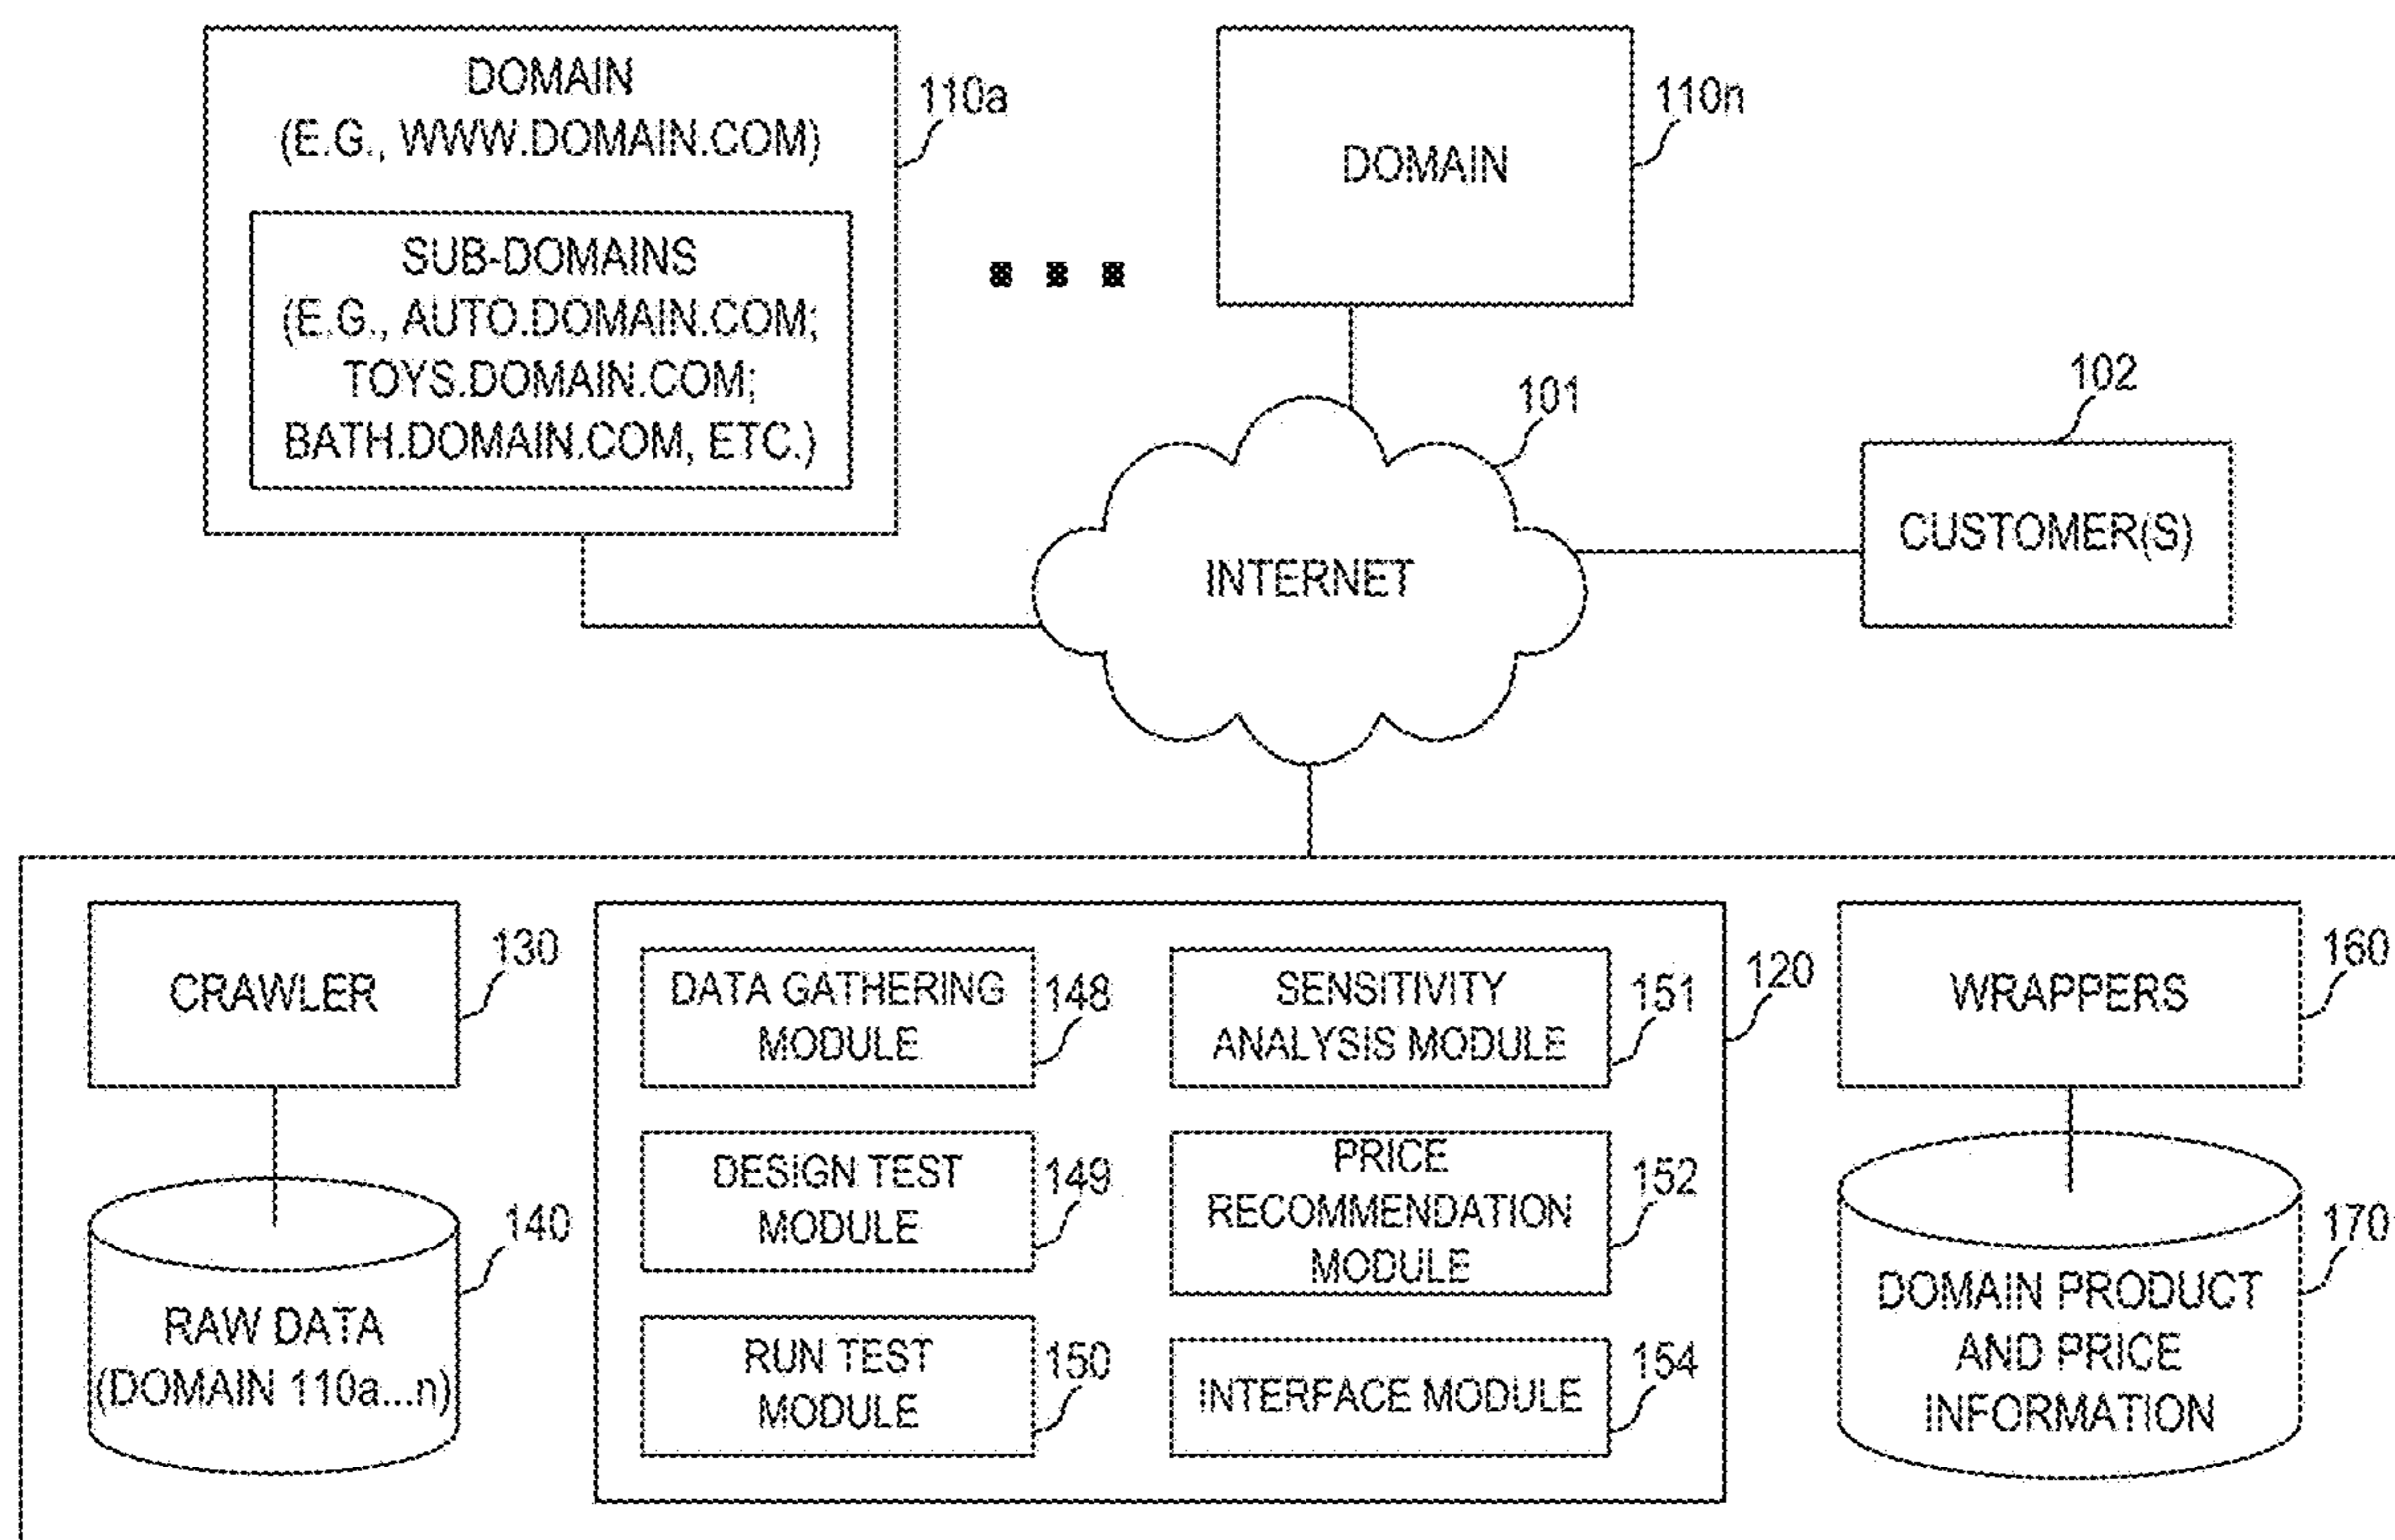 DOMAIN
(E.G., WWW.DOMAIN.COM)
110a
SUB-DOMAINS
(E.G., AUTO.DOMAIN.COM;
TOYS.DOMAIN.COM;
BATH.DOMAIN.COM, ETC.)
DOMAIN
110n
INTERNET
101
CUSTOMER(S)
102
CRAWLER
130
RAW DATA
(DOMAIN 110a...n)
140
DATA GATHERING
MODULE
148
DESIGN TEST
MODULE
149
RUN TEST
MODULE
150
SENSITIVITY
ANALYSIS MODULE
151
PRICE
RECOMMENDATION
MODULE
152
INTERFACE MODULE
154
120
WRAPPERS
160
DOMAIN PRODUCT
AND PRICE
INFORMATION
170